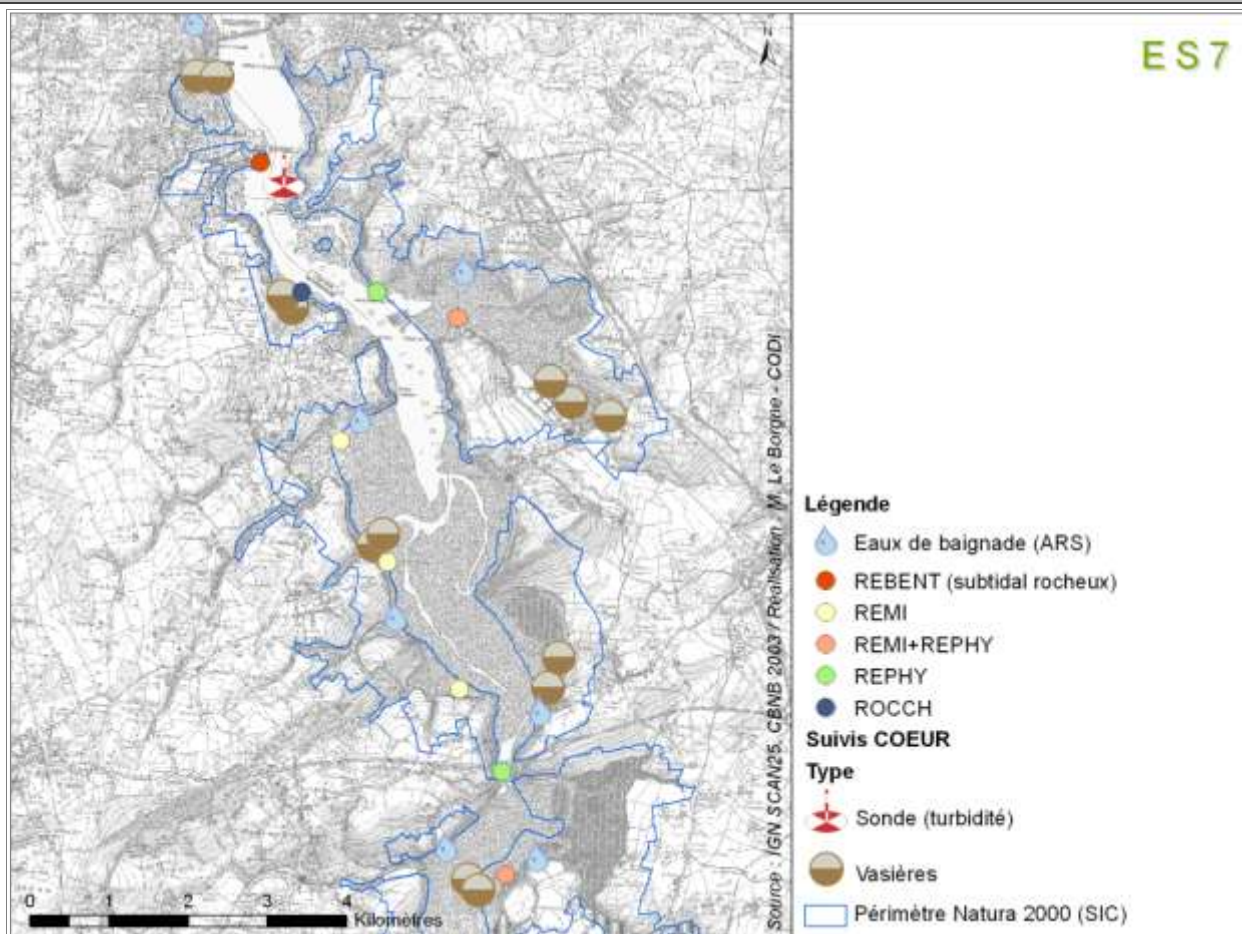 E S 7
N
Légende
Eaux de baignade (ARS)
REBENT (subtidal rocheux)
REMI
REMI+REPHY
REPHY
ROCCH
Suivis COEUR
Type
Sonde (turbidité)
Vasières
Périmètre Natura 2000 (SIC)
Source : IGN SCAN25, CBNB 2003 / Réalisation : M. Le Borgne - CODI
0 1 2 3 4
Kilomètres